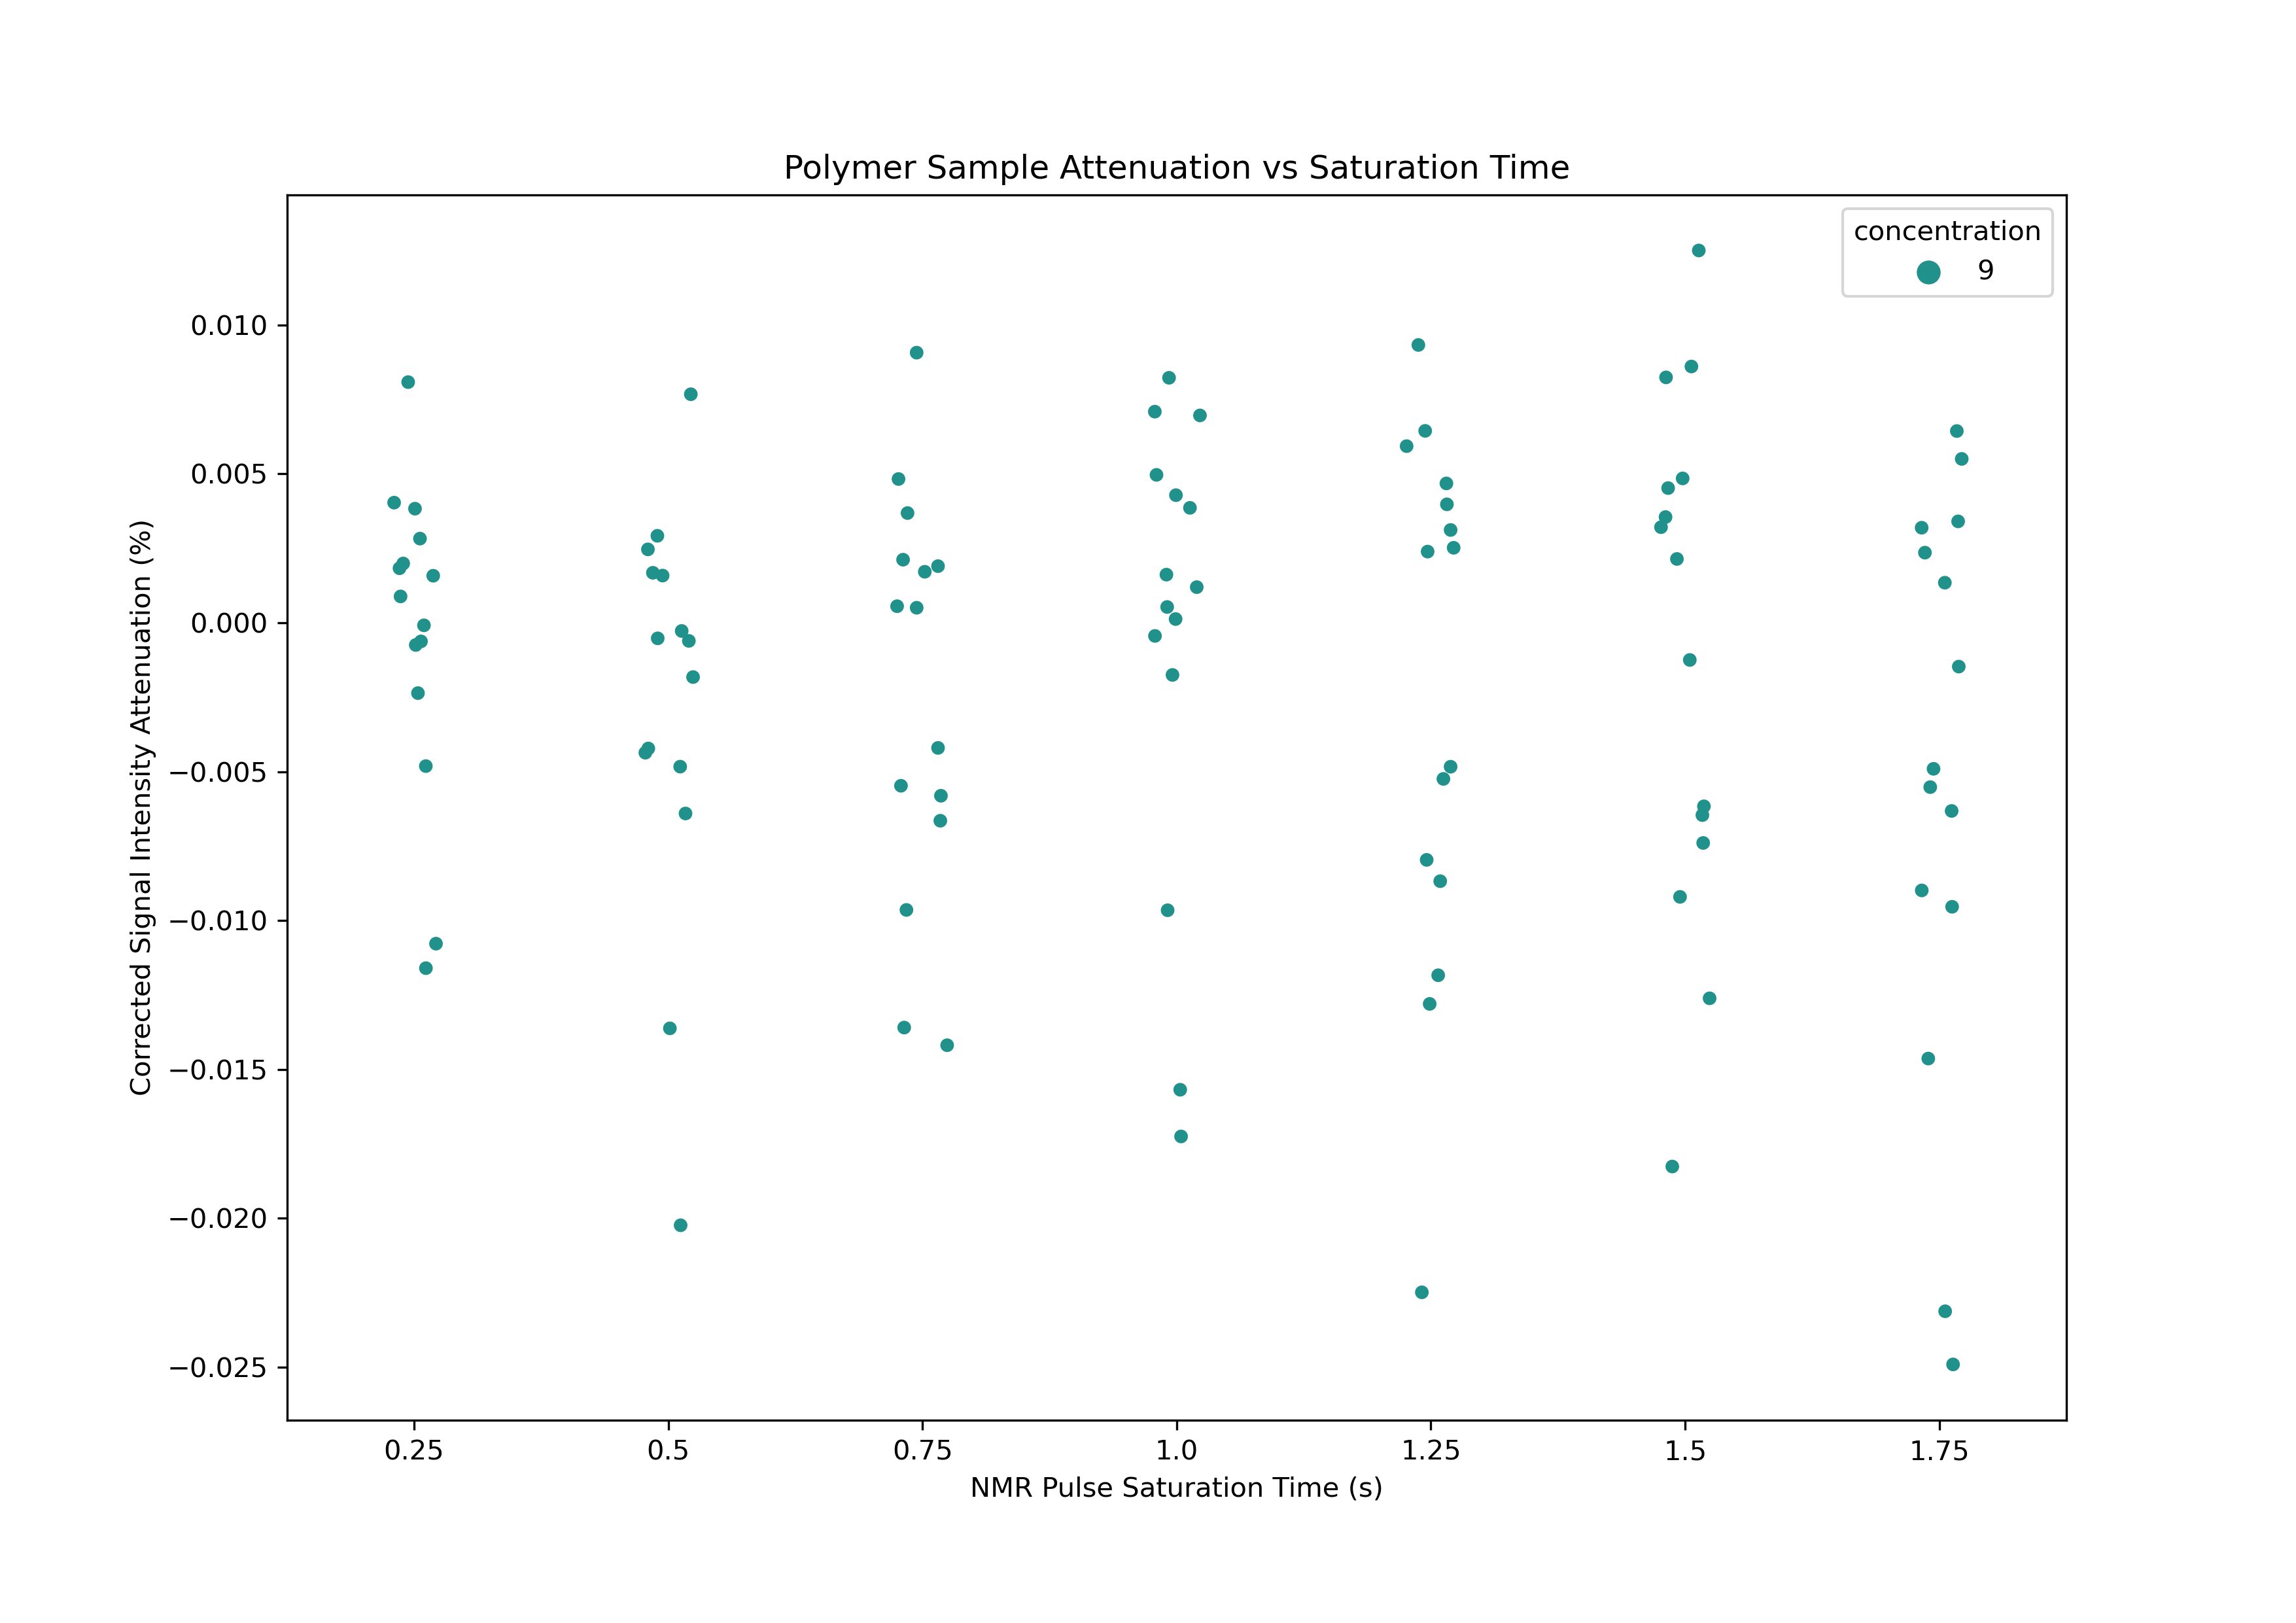 Polymer Sample Attenuation vs Saturation Time
concentration
9
Corrected Signal Intensity Attenuation (%)
0.010
0.005
0.000
−0.005
−0.010
−0.015
−0.020
−0.025
0.25 0.5 0.75 1.0 1.25 1.5 1.75
NMR Pulse Saturation Time (s)